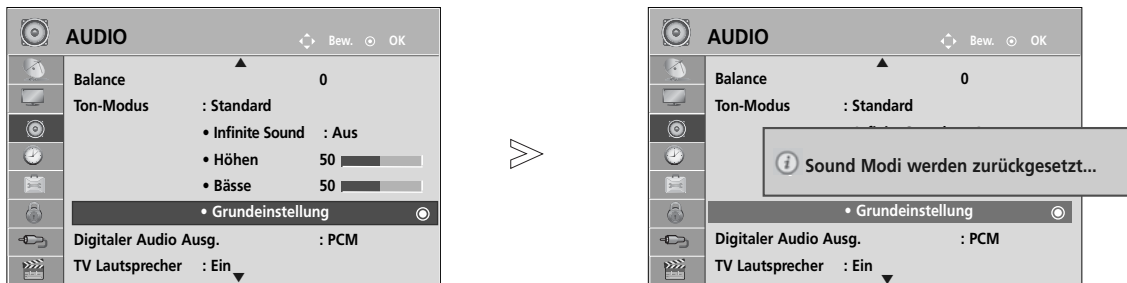 AUDIO Bew. OK
Balance 0
Ton-Modus : Standard
• Infinite Sound : Aus
• Höhen 50
• Bässe 50
• Grundeinstellung
Digitaler Audio Ausg. : PCM
TV Lautsprecher : Ein
AUDIO Bew. OK
Balance 0
Ton-Modus : Standard
Sound Modi werden zurückgesetzt...
• Grundeinstellung
Digitaler Audio Ausg. : PCM
TV Lautsprecher : Ein